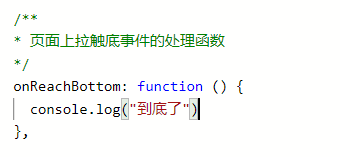 /**
* 页面上拉触底事件的处理函数
*/
onReachBottom: function () {
console.log("到底了")
},